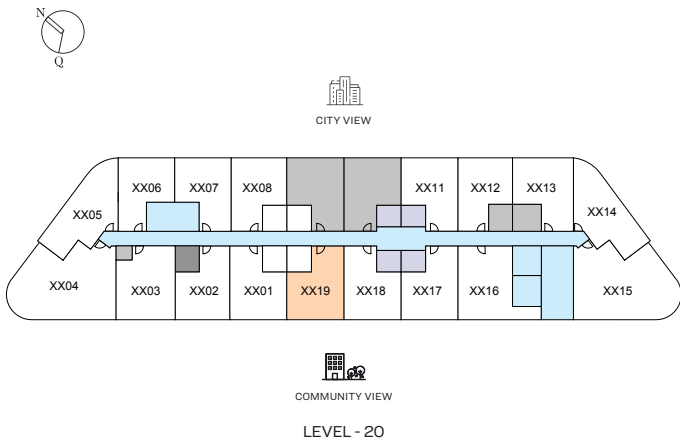 N
Q
CITY VIEW
XX06 XX07 XX08 XX11 XX12 XX13
XX05 XX14
XX04 XX03 XX02 XX01 XX19 XX18 XX17 XX16 XX15
COMMUNITY VIEW
LEVEL - 20